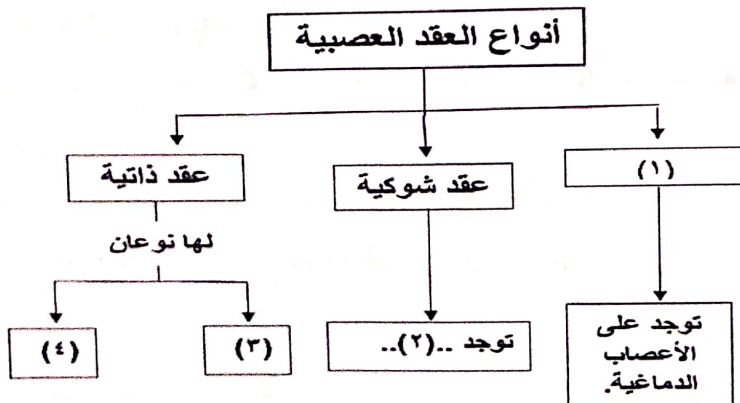 أنواع العقد العصبية
(١)
عقد شوكية
عقد ذاتية
لها نوعان
توجد على
الأعصاب
الدماغية.
توجد ..(٢)..
(٣)
(٤)